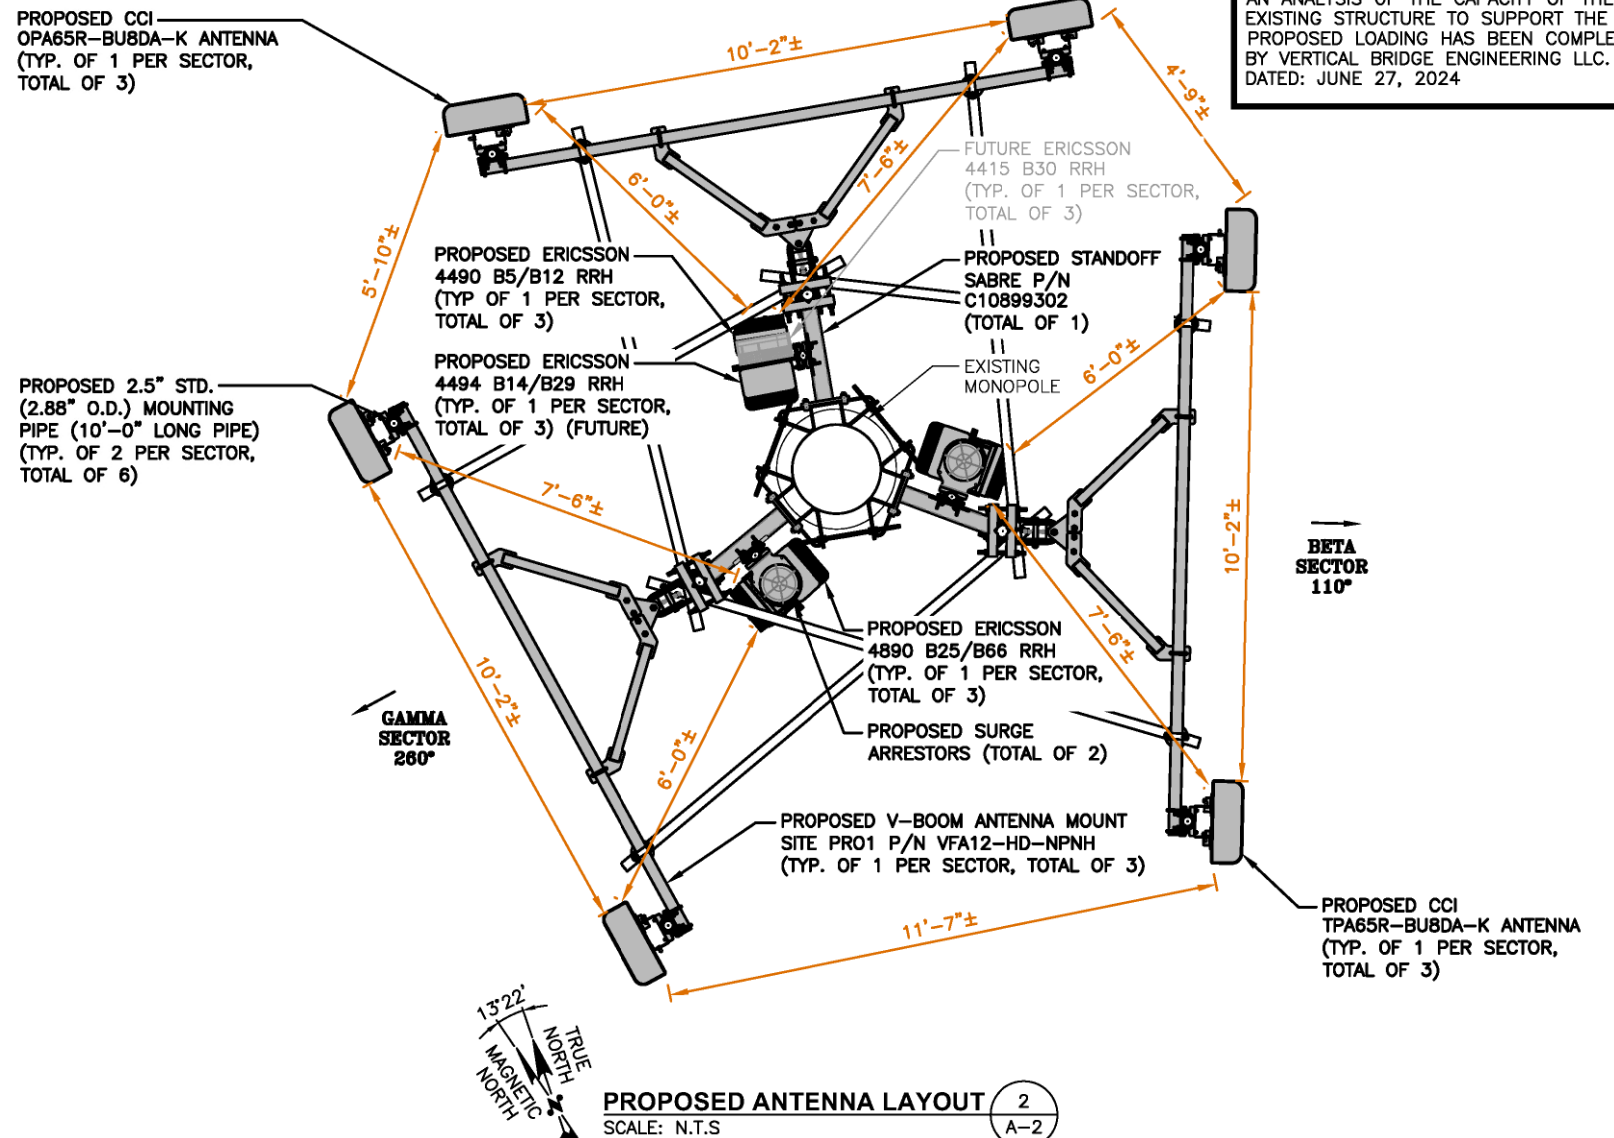 PROPOSED CCI
OPA65R-BU8DA-K ANTENNA
(TYP. OF 1 PER SECTOR,
TOTAL OF 3)
10'-2"±
AN ANALYSIS OF THE CAPACITY OF THE
EXISTING STRUCTURE TO SUPPORT THE
PROPOSED LOADING HAS BEEN COMPLE
BY VERTICAL BRIDGE ENGINEERING LLC.
DATED: JUNE 27, 2024
4'-9"±
7'-6"±
6'-0"±
5'-10"±
FUTURE ERICSSON
4415 B30 RRH
(TYP. OF 1 PER SECTOR,
TOTAL OF 3)
PROPOSED ERICSSON
4490 B5/B12 RRH
(TYP OF 1 PER SECTOR,
TOTAL OF 3)
PROPOSED STANDOFF
SABRE P/N
C10899302
(TOTAL OF 1)
PROPOSED ERICSSON
4494 B14/B29 RRH
(TYP. OF 1 PER SECTOR,
TOTAL OF 3) (FUTURE)
EXISTING
MONOPOLE
6'-0"±
PROPOSED 2.5" STD.
(2.88" O.D.) MOUNTING
PIPE (10'-0" LONG PIPE)
(TYP. OF 2 PER SECTOR,
TOTAL OF 6)
7'-6"±
10'-2"±
BETA
SECTOR
110°
7'-6"±
PROPOSED ERICSSON
4890 B25/B66 RRH
(TYP. OF 1 PER SECTOR,
TOTAL OF 3)
10'-2"±
GAMMA
SECTOR
260°
6'-0"±
PROPOSED SURGE
ARRESTORS (TOTAL OF 2)
PROPOSED V-BOOM ANTENNA MOUNT
SITE PRO1 P/N VFA12-HD-NPNH
(TYP. OF 1 PER SECTOR, TOTAL OF 3)
11'-7"±
PROPOSED CCI
TPA65R-BU8DA-K ANTENNA
(TYP. OF 1 PER SECTOR,
TOTAL OF 3)
13°22'
TRUE
NORTH
MAGNETIC
NORTH
N
PROPOSED ANTENNA LAYOUT
SCALE: N.T.S
2
A-2